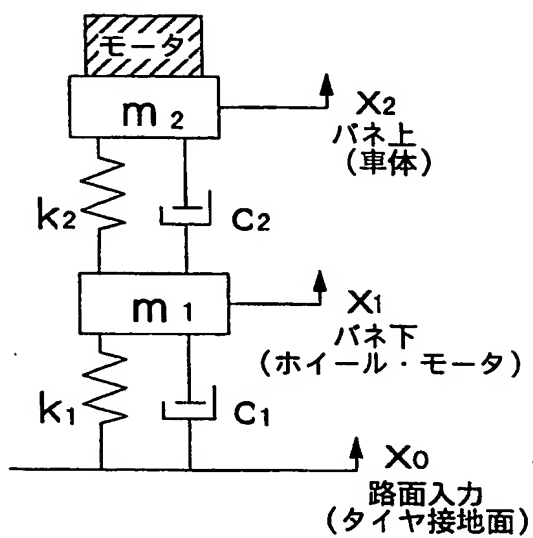 モータ
m2
X2
バネ上
(車体)
k2
C2
m1
X1
バネ下
(ホイール・モータ)
k1
C1
X0
路面入力
(タイヤ接地面)